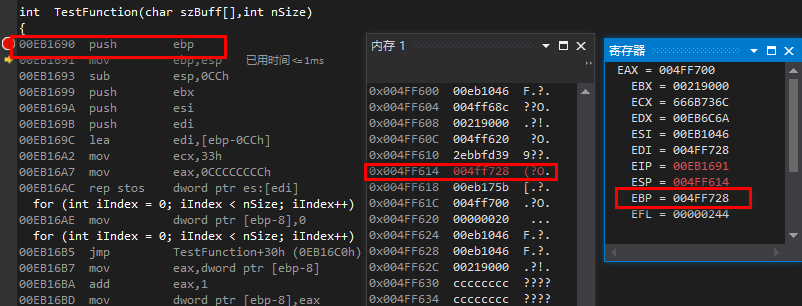 int  TestFunction(char szBuff[],int nSize)
{
00EB1690  push        ebp
00EB1691  mov         ebp,esp  已用时间<=1ms
00EB1693  sub         esp,0CCh
00EB1699  push        ebx
00EB169A  push        esi
00EB169B  push        edi
00EB169C  lea         edi,[ebp-0CCh]
00EB16A2  mov         ecx,33h
00EB16A7  mov         eax,0CCCCCCCCh
00EB16AC  rep stos    dword ptr es:[edi]
for (int iIndex = 0; iIndex < nSize; iIndex++)
00EB16AE  mov         dword ptr [ebp-8],0
for (int iIndex = 0; iIndex < nSize; iIndex++)
00EB16B5  jmp         TestFunction+30h (0EB16C0h)
00EB16B7  mov         eax,dword ptr [ebp-8]
00EB16BA  add         eax,1
00EB16BD  mov         dword ptr [ebp-8],eax
内存 1
0x004FF600  00eb1046  F.?.
0x004FF604  004ff68c  ??O.
0x004FF608  00219000  .?!.
0x004FF60C  004ff620   ?O.
0x004FF610  2ebbfd39  9??.
0x004FF614  004ff728  (?O.
0x004FF618  00eb175b  [.?.
0x004FF61C  004ff700  .?O.
0x004FF620  00000020   ...
0x004FF624  00eb1046  F.?.
0x004FF628  00eb1046  F.?.
0x004FF62C  00219000  .?!.
0x004FF630  cccccccc  ????
0x004FF634  cccccccc  ????
寄存器
EAX = 004FF700
EBX = 00219000
ECX = 666B736C
EDX = 00EB6C6A
ESI = 00EB1046
EDI = 004FF728
EIP = 00EB1691
ESP = 004FF614
EBP = 004FF728
EFL = 00000244